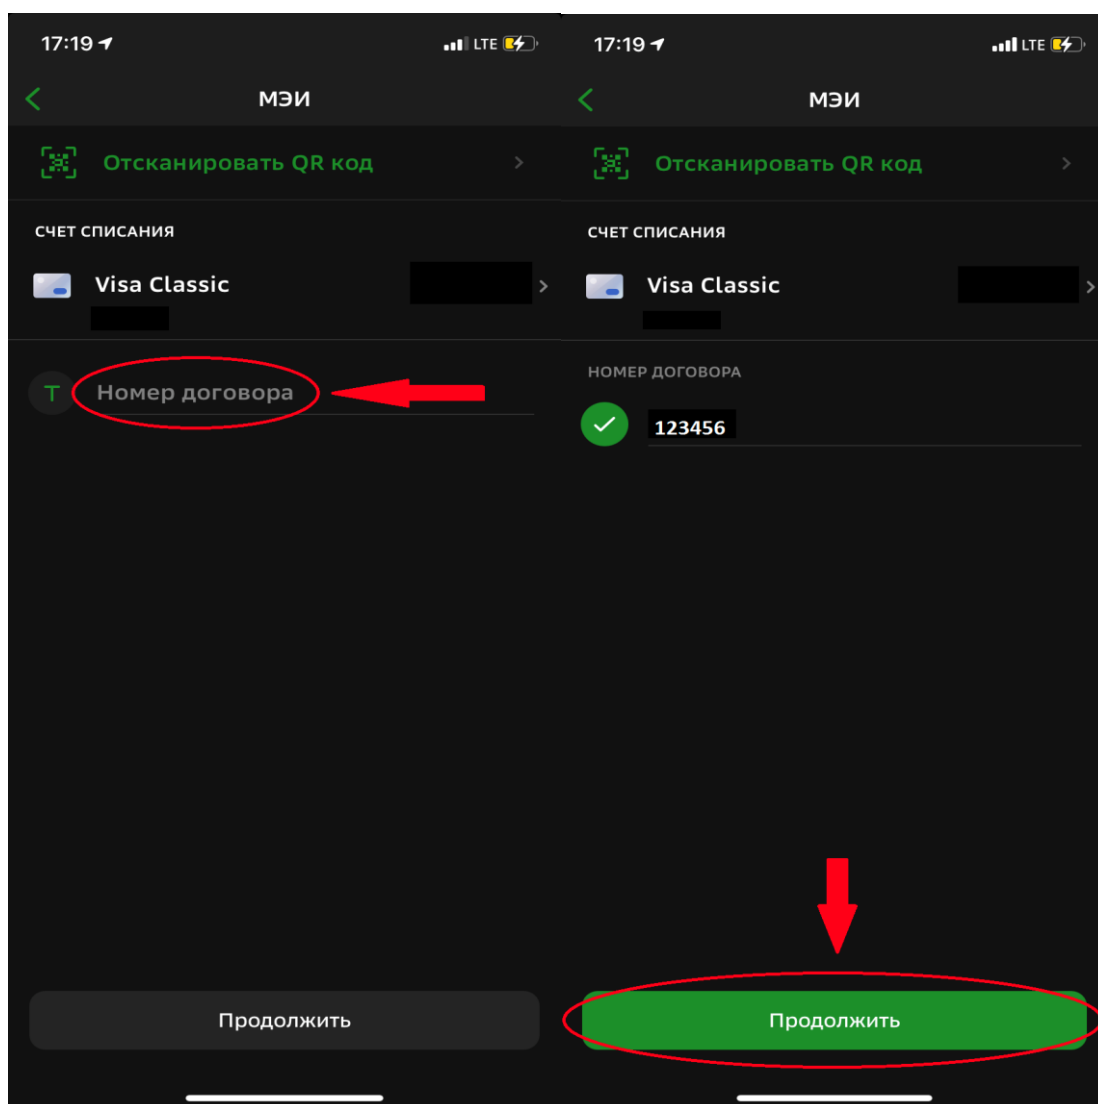 17:19
LTE
МЭИ
Отсканировать QR код
СЧЕТ СПИСАНИЯ
Visa Classic
Т
Номер договора
Продолжить
17:19
LTE
МЭИ
Отсканировать QR код
СЧЕТ СПИСАНИЯ
Visa Classic
НОМЕР ДОГОВОРА
123456
Продолжить